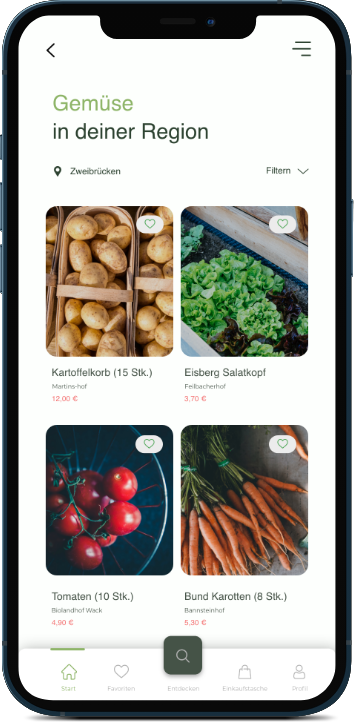 Gemüse
in deiner Region
Zweibrücken
Filtern
Kartoffelkorb (15 Stk.)
Martins-hof
12,00 €
Eisberg Salatkopf
Feilbacherhof
3,70 €
Tomaten (10 Stk.)
Biolandhof Wack
4,90 €
Bund Karotten (8 Stk.)
Bannsteinhof
5,30 €
Start
Favoriten
Entdecken
Einkaufstasche
Profil